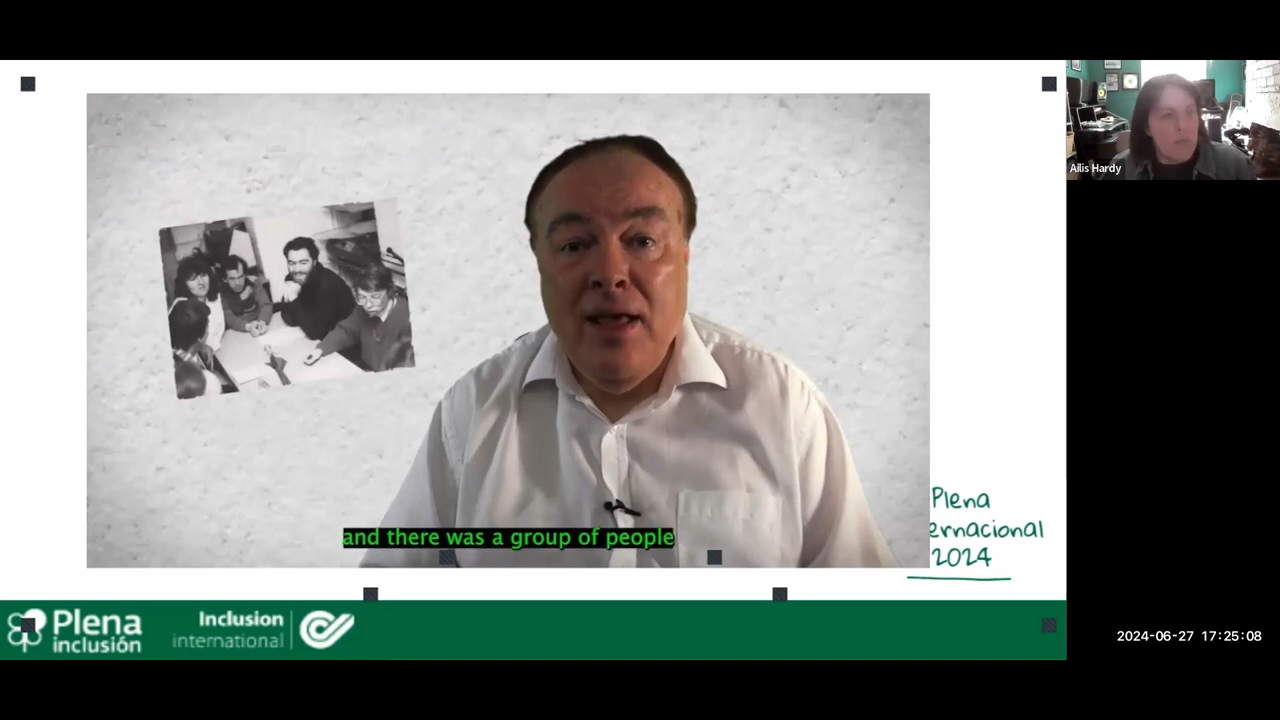 Ailis Hardy
and there was a group of people
Plena
ernacional
2024
Plena
inclusión
Inclusion
international
2024-06-27 17:25:08